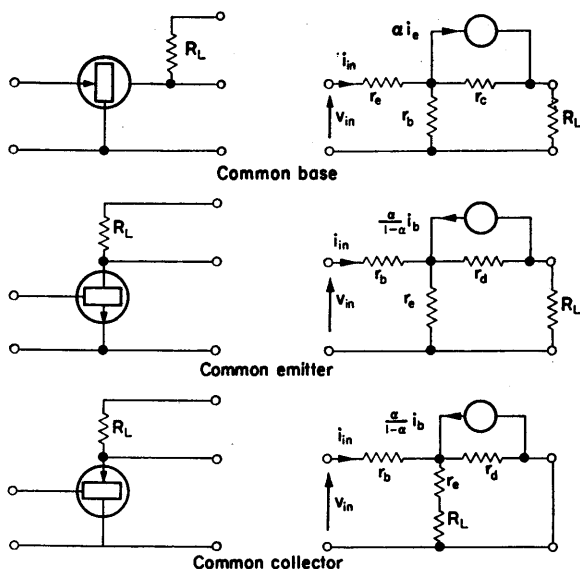 R_L
α i_e
i_in
r_e
r_b
r_c
R_L
v_in
Common base
R_L
α/1-α i_b
i_in
r_b
r_d
v_in
r_e
R_L
Common emitter
R_L
α/1-α i_b
i_in
r_b
r_d
r_e
v_in
R_L
Common collector